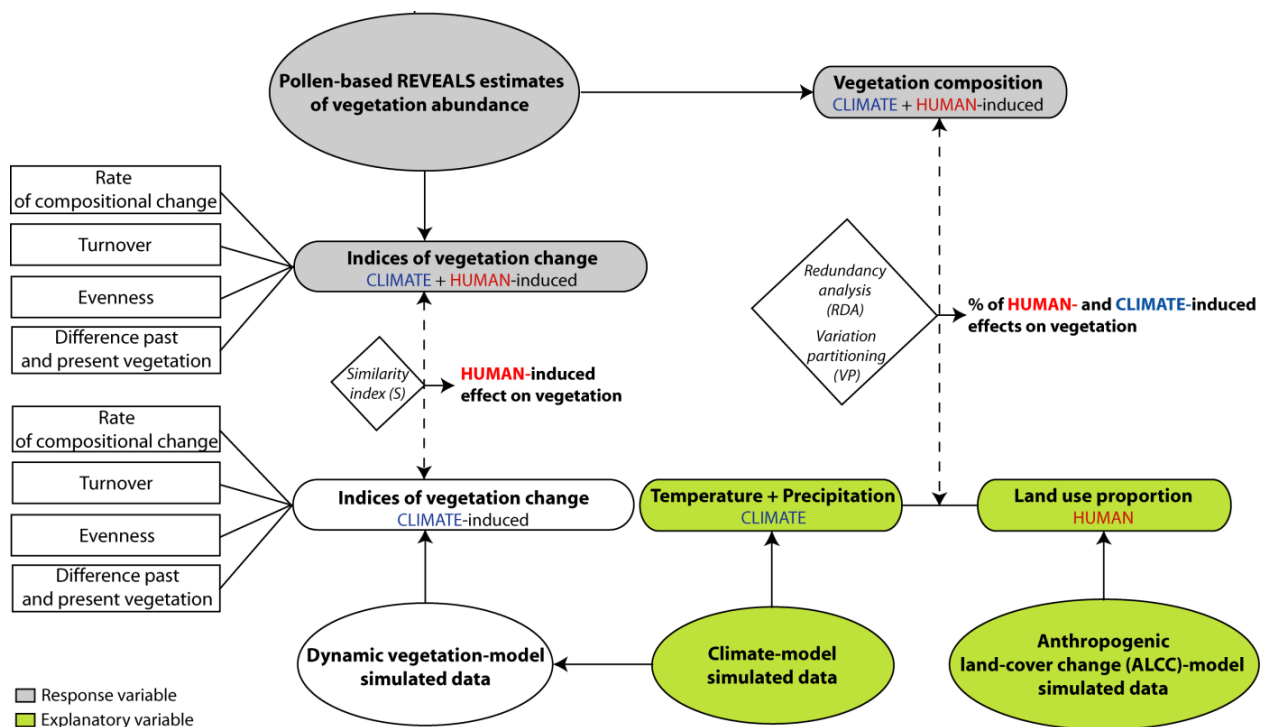 Pollen-based REVEALS estimates
of vegetation abundance
Vegetation composition
CLIMATE + HUMAN-induced
Rate
of compositional change
Turnover
Evenness
Difference past
and present vegetation
Indices of vegetation change
CLIMATE + HUMAN-induced
Redundancy
analysis
(RDA)
Variation
partitioning
(VP)
% of HUMAN- and CLIMATE-induced
effects on vegetation
Similarity
index (S)
HUMAN-induced
effect on vegetation
Rate
of compositional change
Turnover
Evenness
Difference past
and present vegetation
Indices of vegetation change
CLIMATE-induced
Temperature + Precipitation
CLIMATE
Land use proportion
HUMAN
Dynamic vegetation-model
simulated data
Climate-model
simulated data
Anthropogenic
land-cover change (ALCC)-model
simulated data
Response variable
Explanatory variable